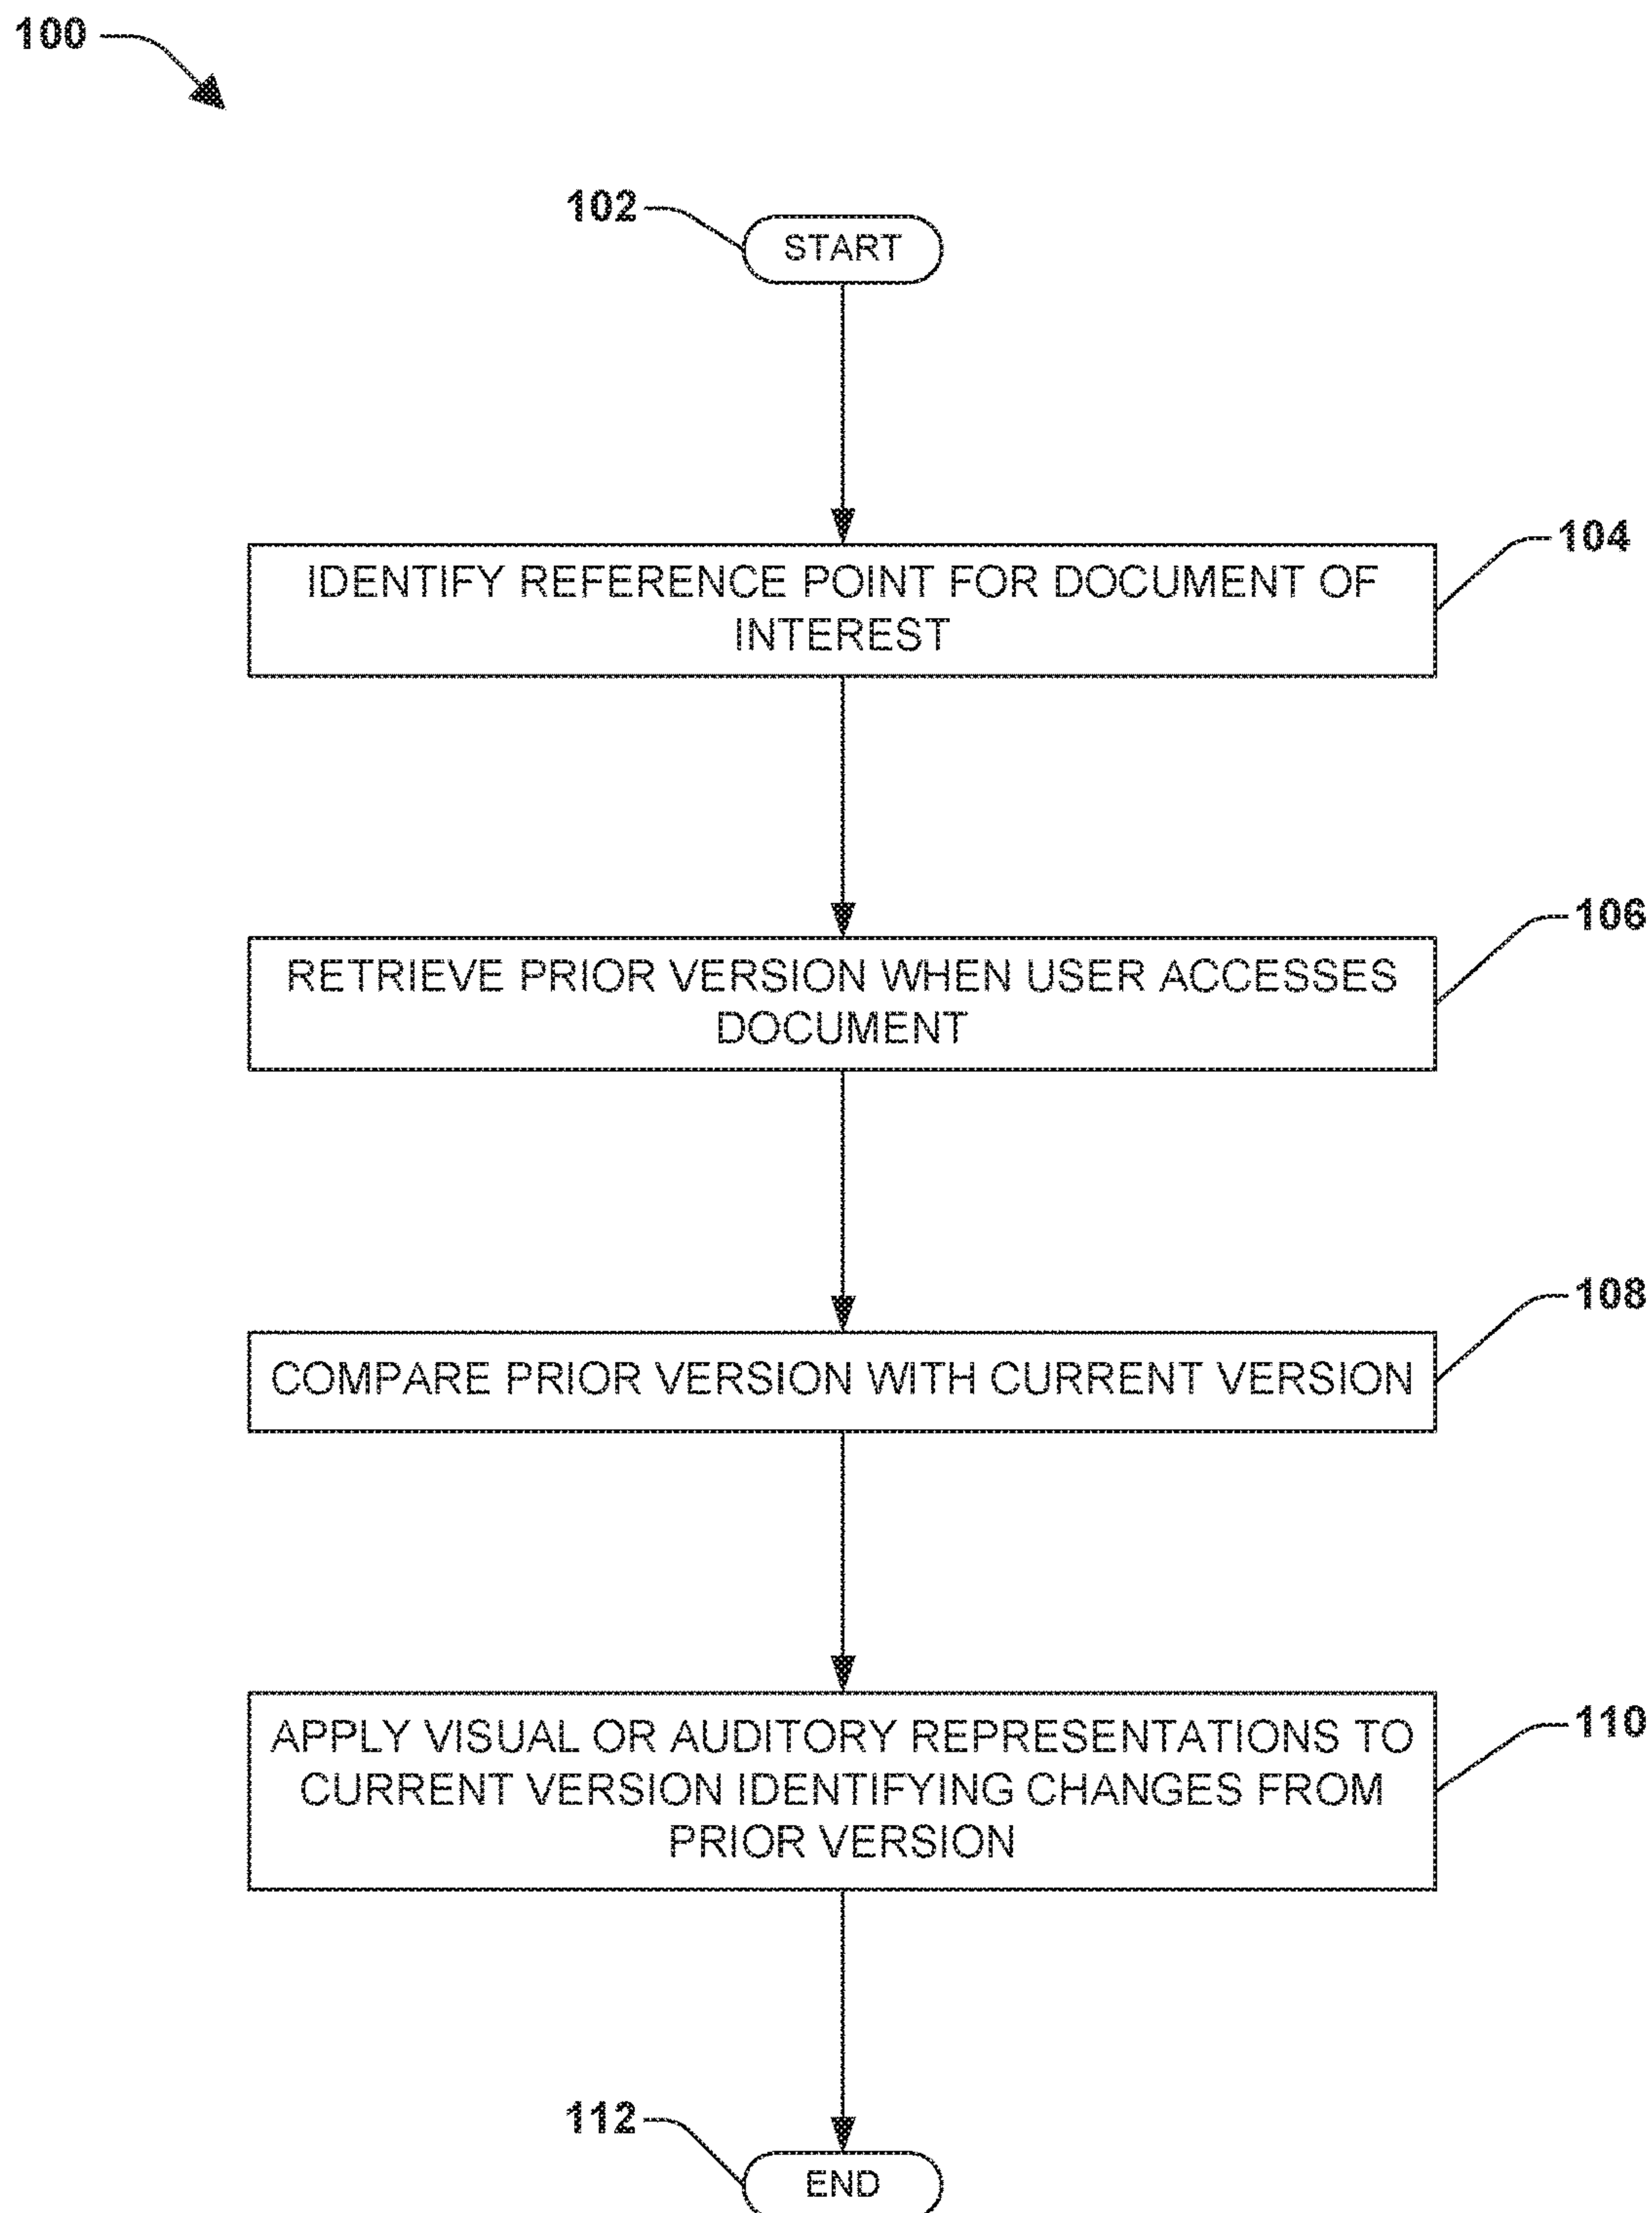 100
102
START
104
IDENTIFY REFERENCE POINT FOR DOCUMENT OF
INTEREST
106
RETRIEVE PRIOR VERSION WHEN USER ACCESSES
DOCUMENT
108
COMPARE PRIOR VERSION WITH CURRENT VERSION
110
APPLY VISUAL OR AUDITORY REPRESENTATIONS TO
CURRENT VERSION IDENTIFYING CHANGES FROM
PRIOR VERSION
112
END